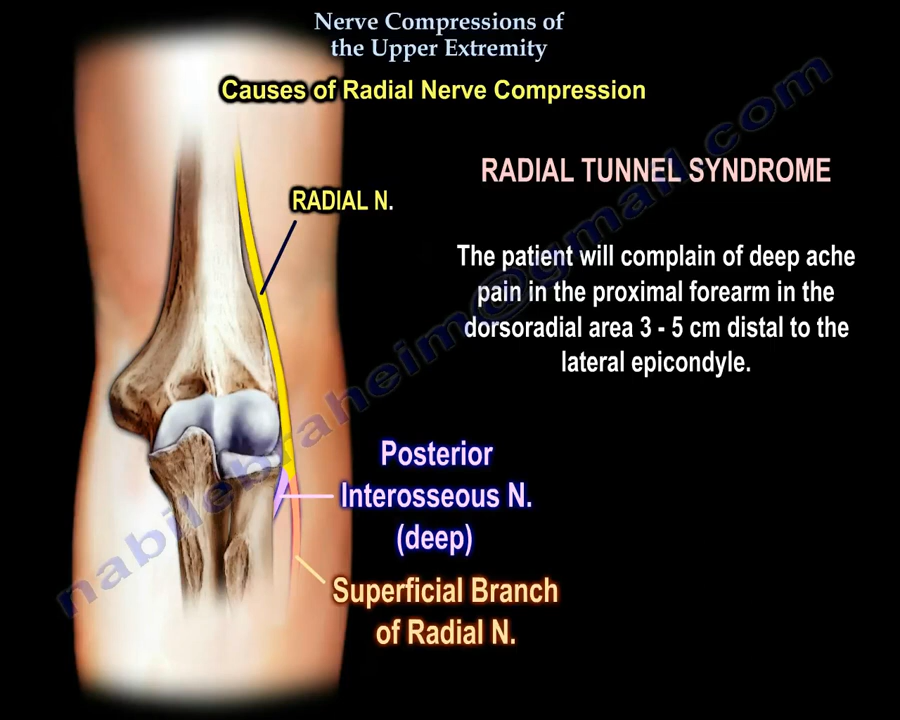 Nerve Compressions of
the Upper Extremity
Causes of Radial Nerve Compression
RADIAL TUNNEL SYNDROME
RADIAL N.
The patient will complain of deep ache
pain in the proximal forearm in the
dorsoradial area 3 - 5 cm distal to the
lateral epicondyle.
Posterior
Interosseous N.
(deep)
Superficial Branch
of Radial N.
nabilebraheim@gmail.com